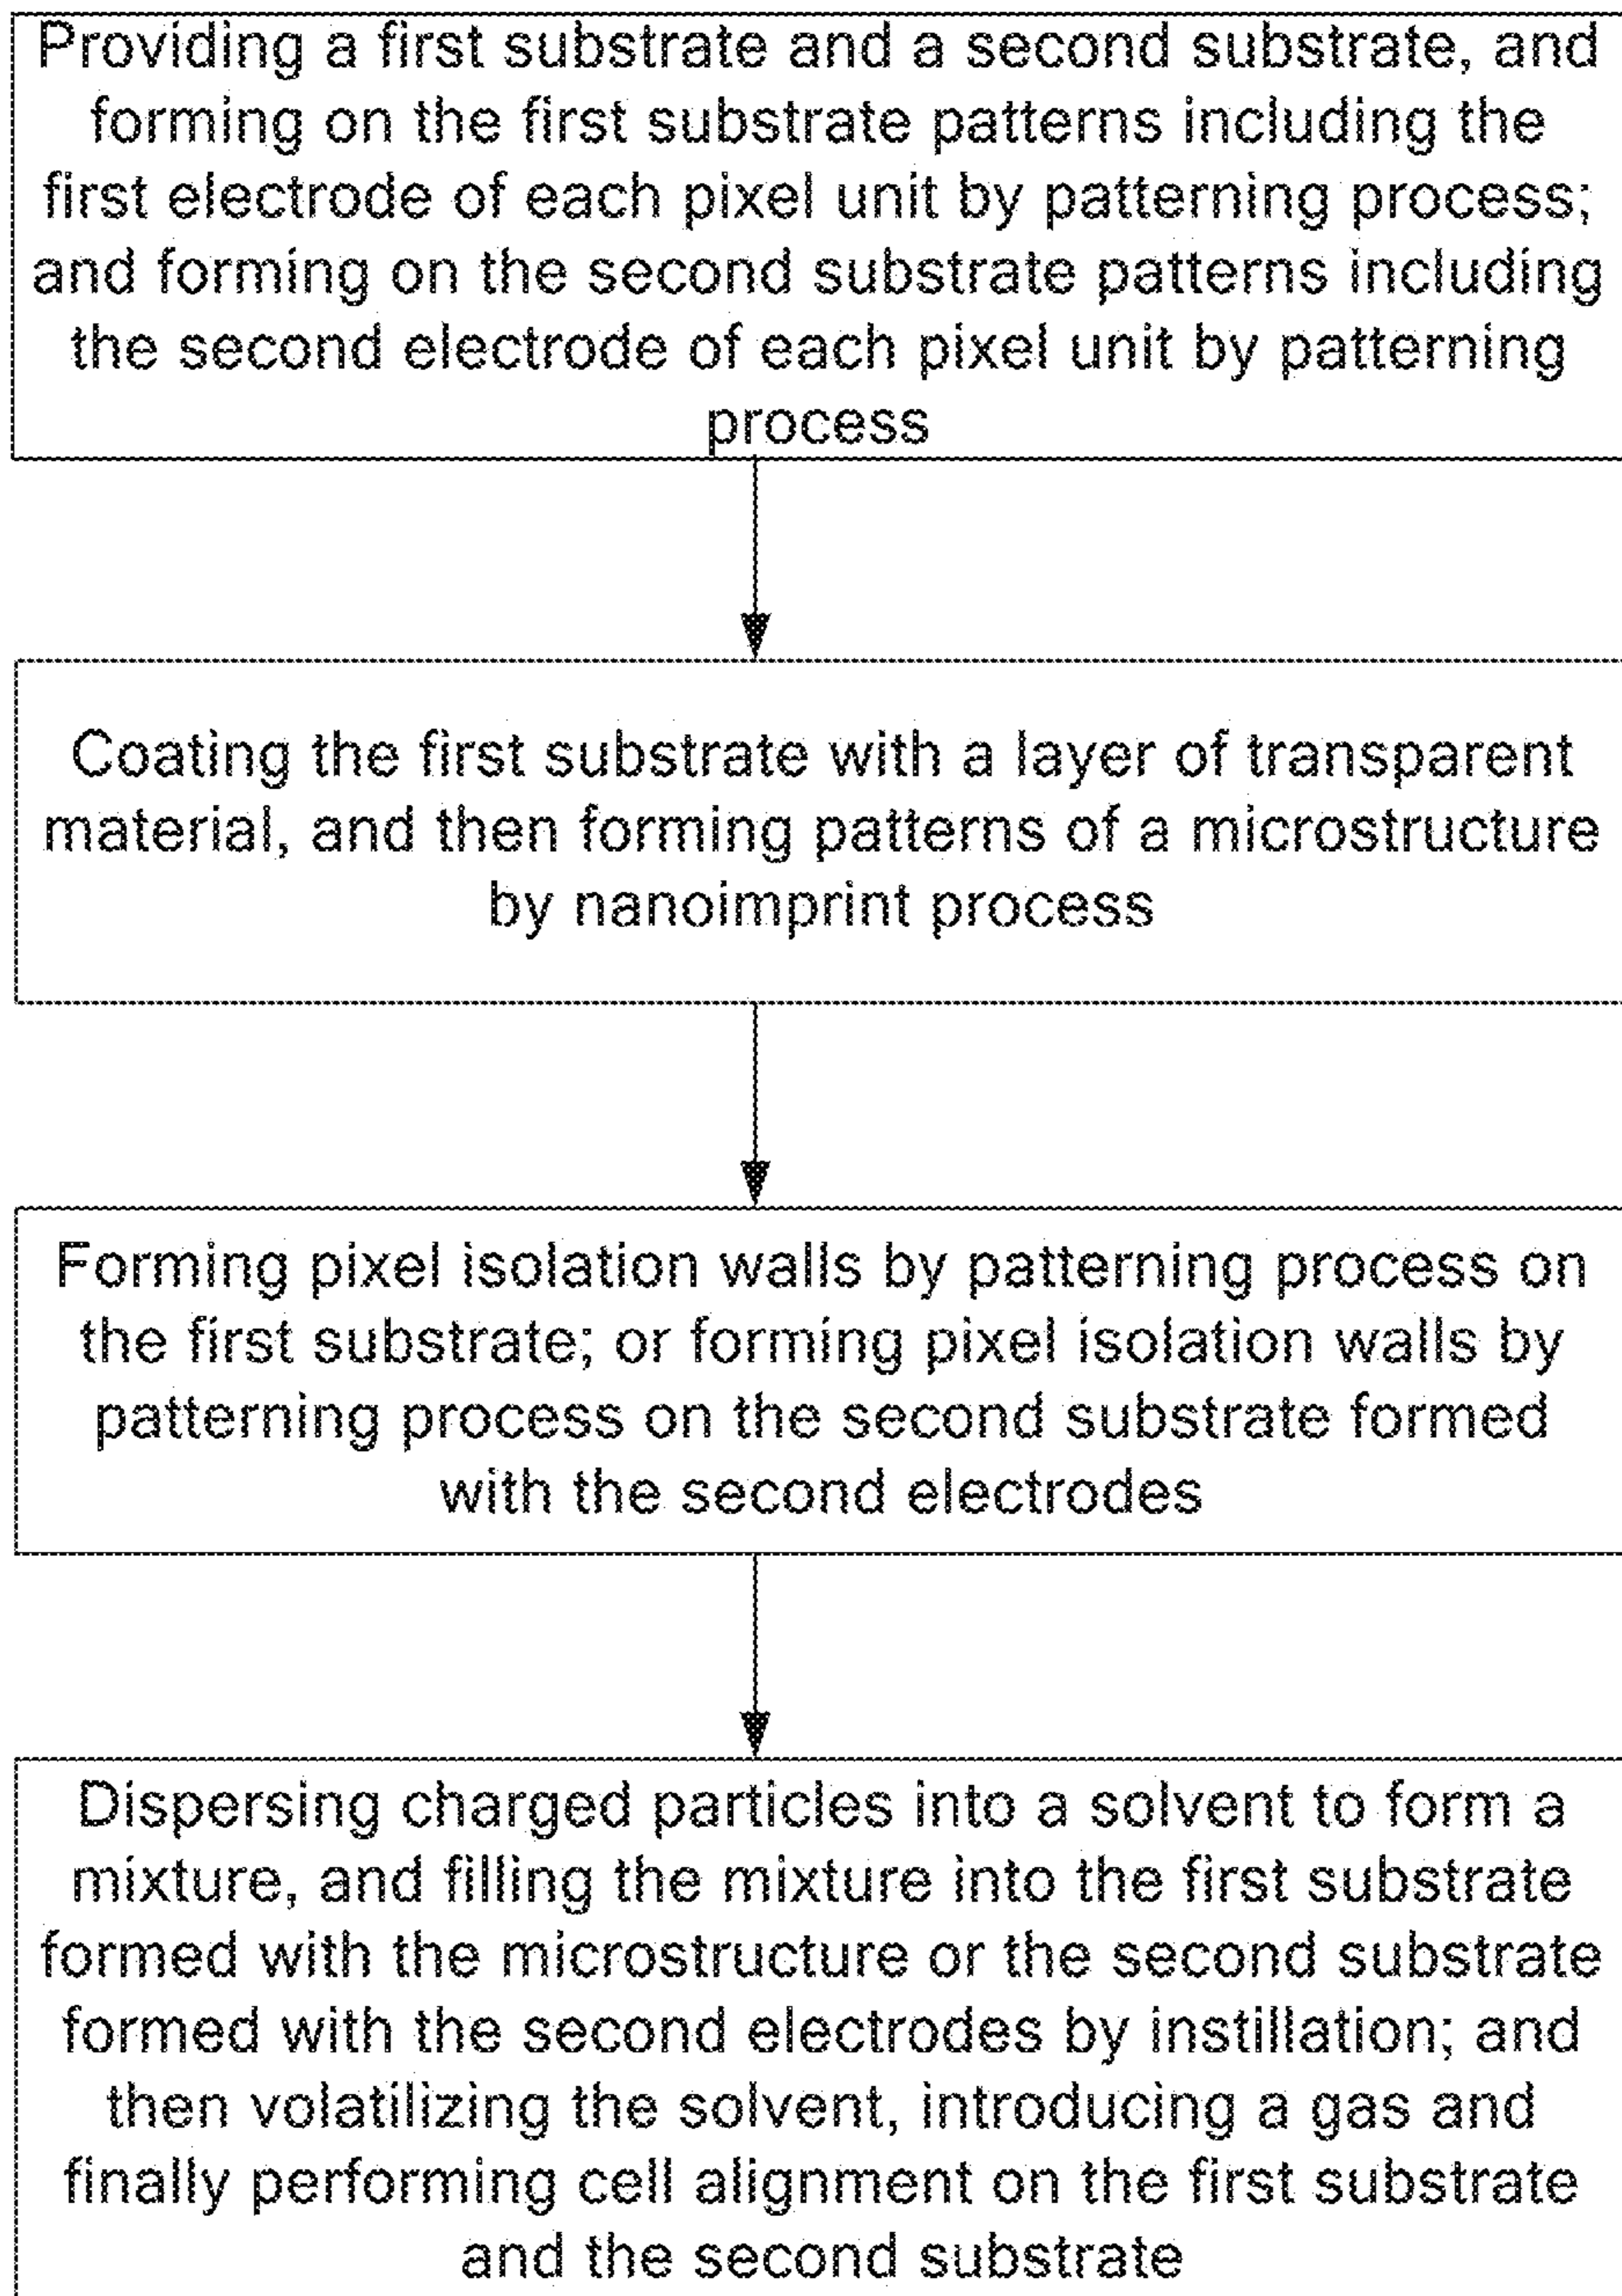 Providing a first substrate and a second substrate, and
forming on the first substrate patterns including the
first electrode of each pixel unit by patterning process;
and forming on the second substrate patterns including
the second electrode of each pixel unit by patterning
process
Coating the first substrate with a layer of transparent
material, and then forming patterns of a microstructure
by nanoimprint process
Forming pixel isolation walls by patterning process on
the first substrate; or forming pixel isolation walls by
patterning process on the second substrate formed
with the second electrodes
Dispersing charged particles into a solvent to form a
mixture, and filling the mixture into the first substrate
formed with the microstructure or the second substrate
formed with the second electrodes by instillation; and
then volatilizing the solvent, introducing a gas and
finally performing cell alignment on the first substrate
and the second substrate